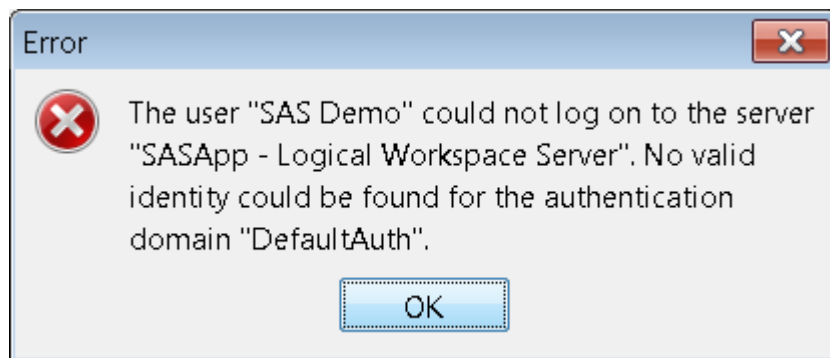 Error
The user "SAS Demo" could not log on to the server
"SASApp - Logical Workspace Server". No valid
identity could be found for the authentication
domain "DefaultAuth".
OK